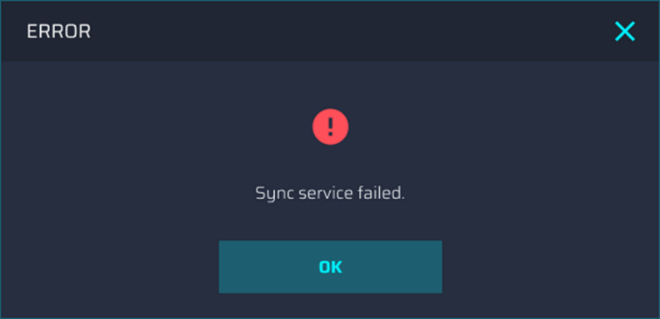 ERROR
Sync service failed.
OK